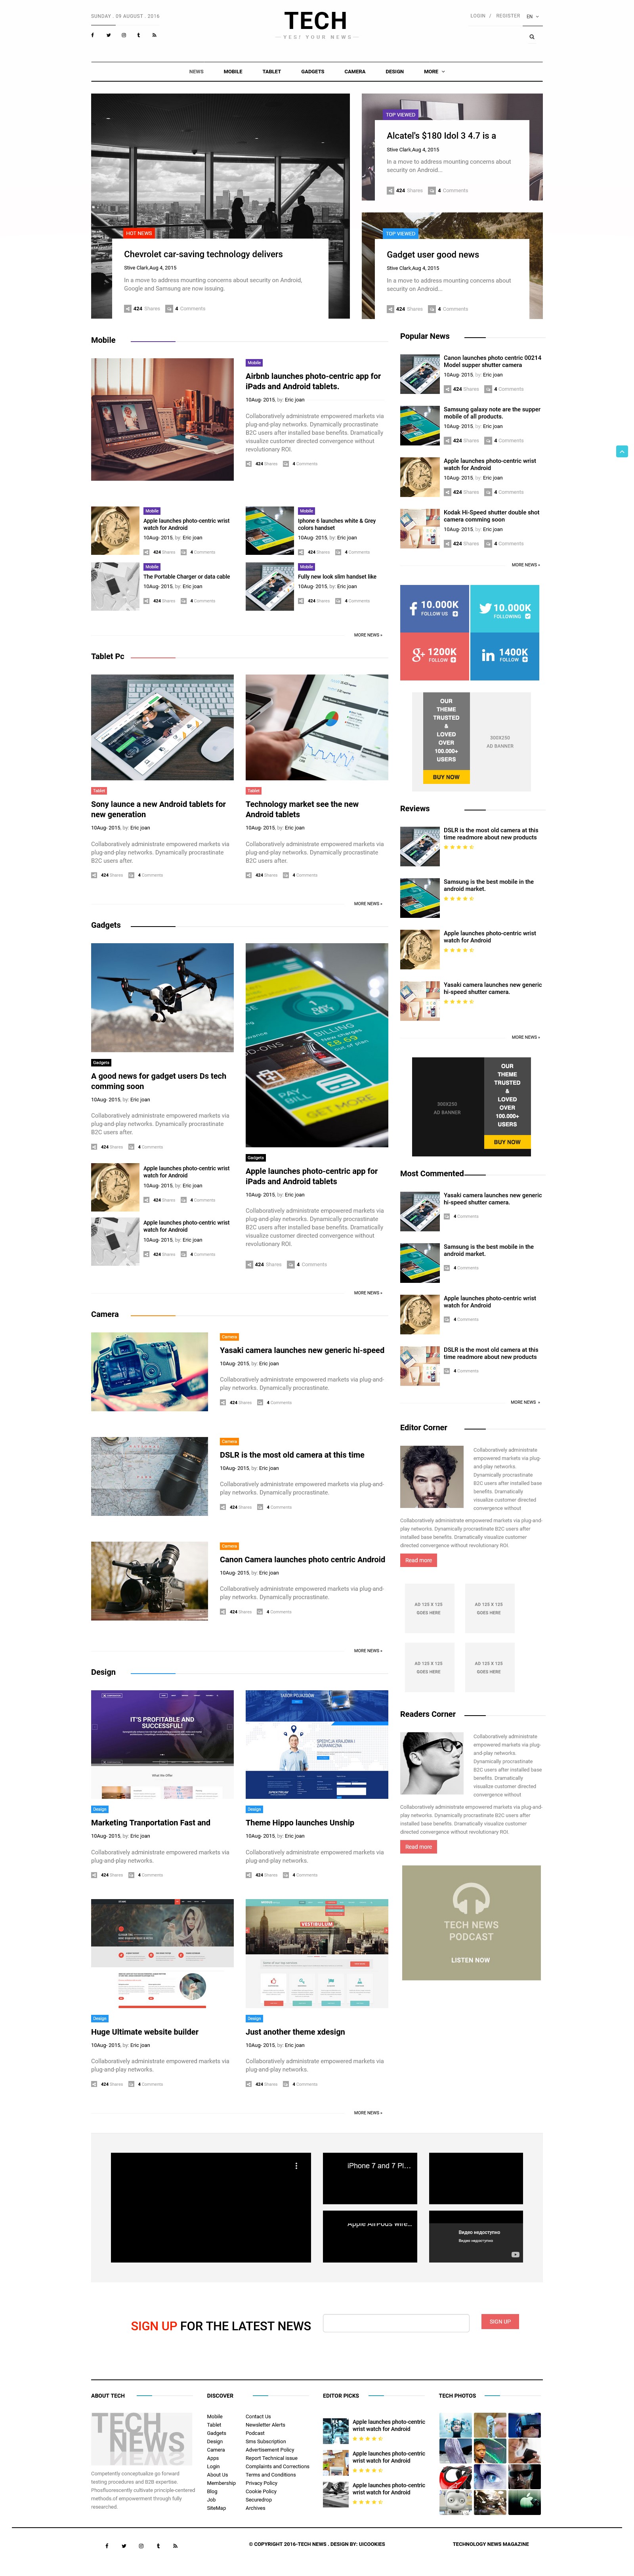 SUNDAY . 09 AUGUST . 2016
TECH
YES! YOUR NEWS
LOGIN / REGISTER EN
NEWS MOBILE TABLET GADGETS CAMERA DESIGN MORE
HOT NEWS
Chevrolet car-saving technology delivers
Stive Clark,Aug 4, 2015
In a move to address mounting concerns about security on Android,
Google and Samsung are now issuing.
424 Shares 4 Comments
TOP VIEWED
Alcatel's $180 Idol 3 4.7 is a
Stive Clark,Aug 4, 2015
In a move to address mounting concerns about
security on Android...
424 Shares 4 Comments
TOP VIEWED
Gadget user good news
Stive Clark,Aug 4, 2015
In a move to address mounting concerns about
security on Android...
424 Shares 4 Comments
Mobile
Mobile
Airbnb launches photo-centric app for
iPads and Android tablets.
10Aug- 2015, by: Eric joan
Collaboratively administrate empowered markets via
plug-and-play networks. Dynamically procrastinate
B2C users after installed base benefits. Dramatically
visualize customer directed convergence without
revolutionary ROI.
424 Shares 4 Comments
Mobile
Apple launches photo-centric wrist
watch for Android
10Aug- 2015, by: Eric joan
424 Shares 4 Comments
Mobile
Iphone 6 launches white & Grey
colors handset
10Aug- 2015, by: Eric joan
424 Shares 4 Comments
Mobile
The Portable Charger or data cable
10Aug- 2015, by: Eric joan
424 Shares 4 Comments
Mobile
Fully new look slim handset like
10Aug- 2015, by: Eric joan
424 Shares 4 Comments
MORE NEWS »
Tablet Pc
Tablet
Sony launce a new Android tablets for
new generation
10Aug- 2015, by: Eric joan
Collaboratively administrate empowered markets via
plug-and-play networks. Dynamically procrastinate
B2C users after.
424 Shares 4 Comments
Tablet
Technology market see the new
Android tablets
10Aug- 2015, by: Eric joan
Collaboratively administrate empowered markets via
plug-and-play networks. Dynamically procrastinate
B2C users after.
424 Shares 4 Comments
MORE NEWS »
Gadgets
Gadgets
A good news for gadget users Ds tech
comming soon
10Aug- 2015, by: Eric joan
Collaboratively administrate empowered markets via
plug-and-play networks. Dynamically procrastinate
B2C users after.
424 Shares 4 Comments
Apple launches photo-centric wrist
watch for Android
10Aug- 2015, by: Eric joan
424 Shares 4 Comments
Apple launches photo-centric wrist
watch for Android
10Aug- 2015, by: Eric joan
424 Shares 4 Comments
BILLING
£8.69
PAY BILL
GET MORE
Gadgets
Apple launches photo-centric app for
iPads and Android tablets
10Aug- 2015, by: Eric joan
Collaboratively administrate empowered markets via
plug-and-play networks. Dynamically procrastinate
B2C users after installed base benefits. Dramatically
visualize customer directed convergence without
revolutionary ROI.
424 Shares 4 Comments
MORE NEWS »
Camera
Camera
Yasaki camera launches new generic hi-speed
10Aug- 2015, by: Eric joan
Collaboratively administrate empowered markets via plug-and-
play networks. Dynamically procrastinate.
424 Shares 4 Comments
Camera
DSLR is the most old camera at this time
10Aug- 2015, by: Eric joan
Collaboratively administrate empowered markets via plug-and-
play networks. Dynamically procrastinate.
424 Shares 4 Comments
Camera
Canon Camera launches photo centric Android
10Aug- 2015, by: Eric joan
Collaboratively administrate empowered markets via plug-and-
play networks. Dynamically procrastinate.
424 Shares 4 Comments
MORE NEWS »
Design
IT'S PROFITABLE AND
SUCCESSFUL!
What We Offer
Design
Marketing Tranportation Fast and
10Aug- 2015, by: Eric joan
Collaboratively administrate empowered markets via
plug-and-play networks.
424 Shares 4 Comments
TABOR POJAZDÓW
SPEDYCJA KRAJOWA I
ZAGRANICZNA
Design
Theme Hippo launches Unship
10Aug- 2015, by: Eric joan
Collaboratively administrate empowered markets via
plug-and-play networks.
424 Shares 4 Comments
Design
Huge Ultimate website builder
10Aug- 2015, by: Eric joan
Collaboratively administrate empowered markets via
plug-and-play networks.
424 Shares 4 Comments
VESTIBULUM
Design
Just another theme xdesign
10Aug- 2015, by: Eric joan
Collaboratively administrate empowered markets via
plug-and-play networks.
424 Shares 4 Comments
MORE NEWS »
Popular News
Canon launches photo centric 00214
Model supper shutter camera
10Aug- 2015, by: Eric joan
424 Shares 4 Comments
Samsung galaxy note are the supper
mobile of all products.
10Aug- 2015, by: Eric joan
424 Shares 4 Comments
Apple launches photo-centric wrist
watch for Android
10Aug- 2015, by: Eric joan
424 Shares 4 Comments
Kodak Hi-Speed shutter double shot
camera comming soon
10Aug- 2015, by: Eric joan
424 Shares 4 Comments
MORE NEWS »
10.000K
FOLLOW US
10.000K
FOLLOWING
1200K
FOLLOW
1400K
FOLLOW
OUR
THEME
TRUSTED
&
LOVED
OVER
100.000+
USERS
BUY NOW
300X250
AD BANNER
Reviews
DSLR is the most old camera at this
time readmore about new products
Samsung is the best mobile in the
android market.
Apple launches photo-centric wrist
watch for Android
Yasaki camera launches new generic
hi-speed shutter camera.
MORE NEWS »
300X250
AD BANNER
OUR
THEME
TRUSTED
&
LOVED
OVER
100.000+
USERS
BUY NOW
Most Commented
Yasaki camera launches new generic
hi-speed shutter camera.
4 Comments
Samsung is the best mobile in the
android market.
4 Comments
Apple launches photo-centric wrist
watch for Android
4 Comments
DSLR is the most old camera at this
time readmore about new products
4 Comments
MORE NEWS »
Editor Corner
Collaboratively administrate
empowered markets via plug-
and-play networks.
Dynamically procrastinate
B2C users after installed base
benefits. Dramatically
visualize customer directed
convergence without
Collaboratively administrate empowered markets via plug-and-
play networks. Dynamically procrastinate B2C users after
installed base benefits. Dramatically visualize customer
directed convergence without revolutionary ROI.
Read more
AD 125 X 125
GOES HERE
AD 125 X 125
GOES HERE
AD 125 X 125
GOES HERE
AD 125 X 125
GOES HERE
Readers Corner
Collaboratively administrate
empowered markets via plug-
and-play networks.
Dynamically procrastinate
B2C users after installed base
benefits. Dramatically
visualize customer directed
convergence without
Collaboratively administrate empowered markets via plug-and-
play networks. Dynamically procrastinate B2C users after
installed base benefits. Dramatically visualize customer
directed convergence without revolutionary ROI.
Read more
TECH NEWS
PODCAST
LISTEN NOW
iPhone 7 and 7 Pl...
Apple AirPods Wire...
Видео недоступно
Видео недоступно
SIGN UP FOR THE LATEST NEWS
SIGN UP
ABOUT TECH
TECH
NEWS
Competently conceptualize go forward
testing procedures and B2B expertise.
Phosfluorescently cultivate principle-centered
methods of empowerment through fully
researched.
DISCOVER
Mobile
Tablet
Gadgets
Design
Camera
Apps
Login
About Us
Membership
Blog
Job
SiteMap
Contact Us
Newsletter Alerts
Podcast
Sms Subscription
Advertisement Policy
Report Technical Issue
Complaints and Corrections
Terms and Conditions
Privacy Policy
Cookie Policy
Securedrop
Archives
EDITOR PICKS
Apple launches photo-centric
wrist watch for Android
Apple launches photo-centric
wrist watch for Android
Apple launches photo-centric
wrist watch for Android
TECH PHOTOS
© COPYRIGHT 2016-TECH NEWS . DESIGN BY: UICOOKIES
TECHNOLOGY NEWS MAGAZINE